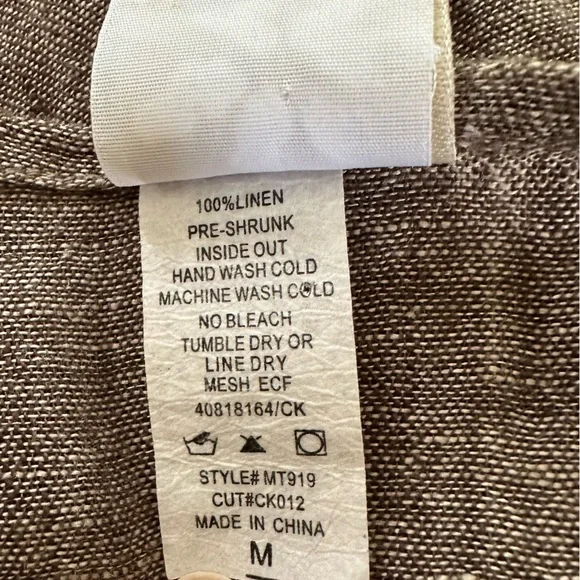 100%LINEN
PRE-SHRUNK
INSIDE OUT
HAND WASH COLD
MACHINE WASH COLD
NO BLEACH
TUMBLE DRY OR
LINE DRY
MESH ECF
40818164/CK
STYLE# MT919
CUT#CK012
MADE IN CHINA
M